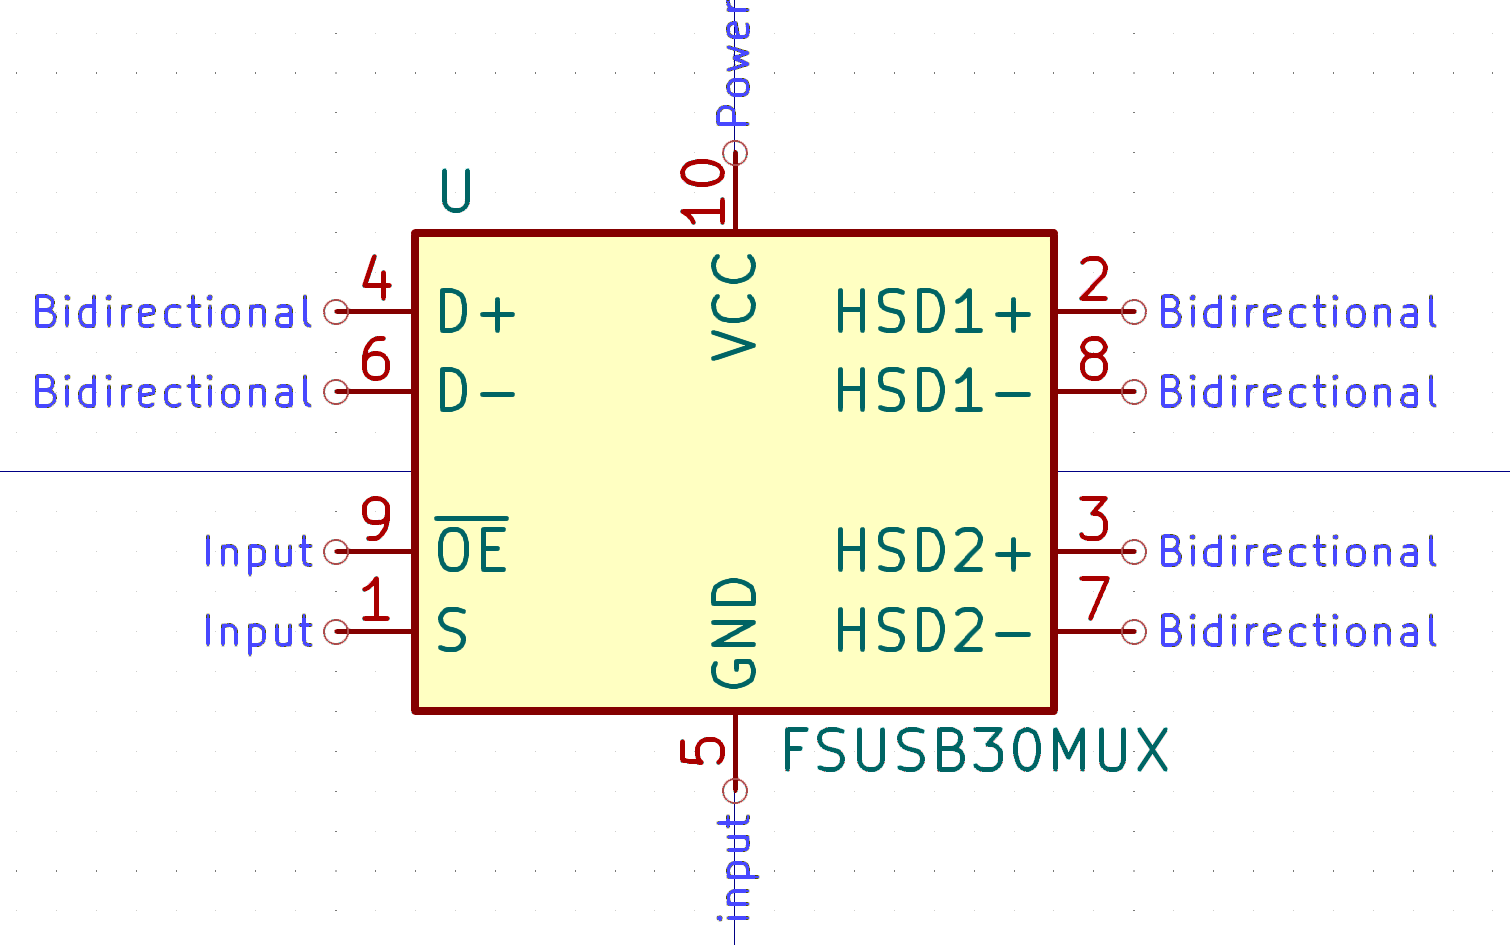 Power
10
U
VCC
4
Bidirectional
D+
HSD1+
2
Bidirectional
6
Bidirectional
D-
HSD1-
8
Bidirectional
9
Input
OE
HSD2+
3
Bidirectional
1
Input
S
GND
HSD2-
7
Bidirectional
5
FSUSB30MUX
input